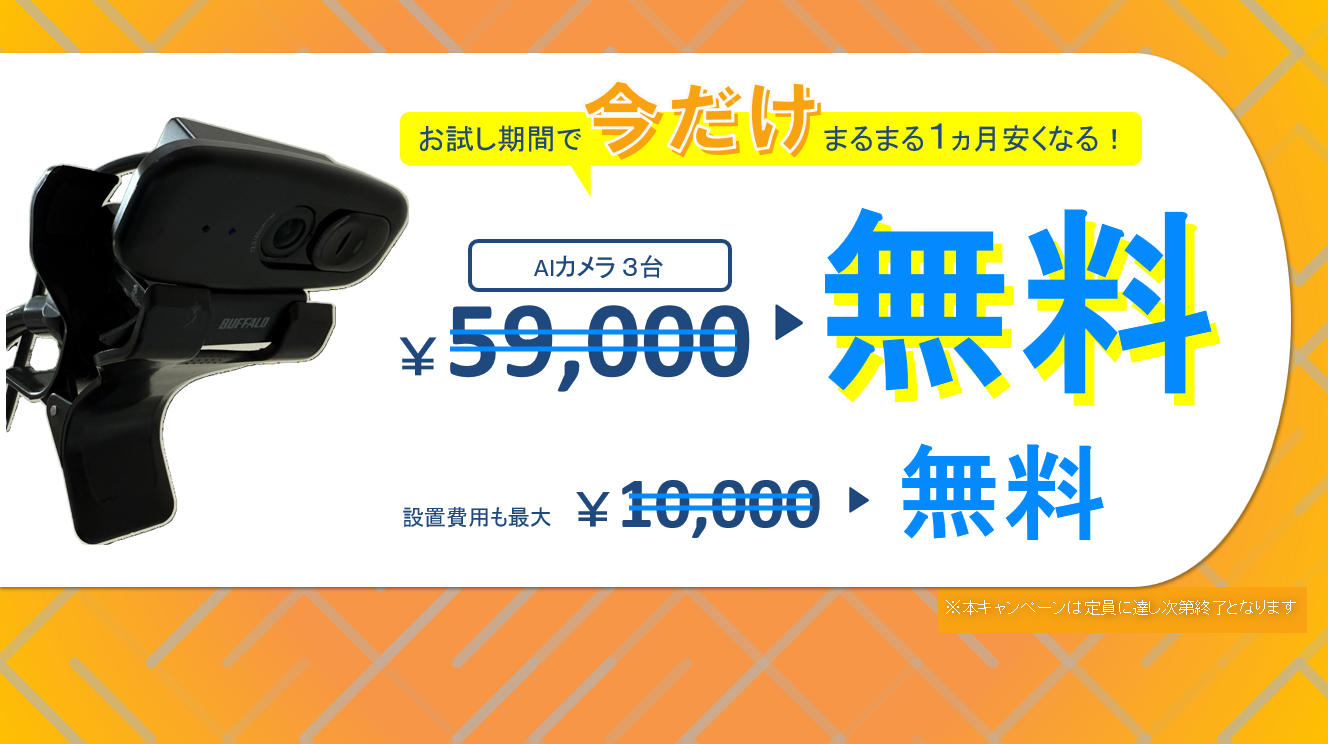 お試し期間で今だけまるまる１ヵ月安くなる！
AIカメラ３台
￥59,000▶無料
設置費用も最大 ￥10,000▶無料
BUFFALO
※本キャンペーンは定員に達し次第終了となります